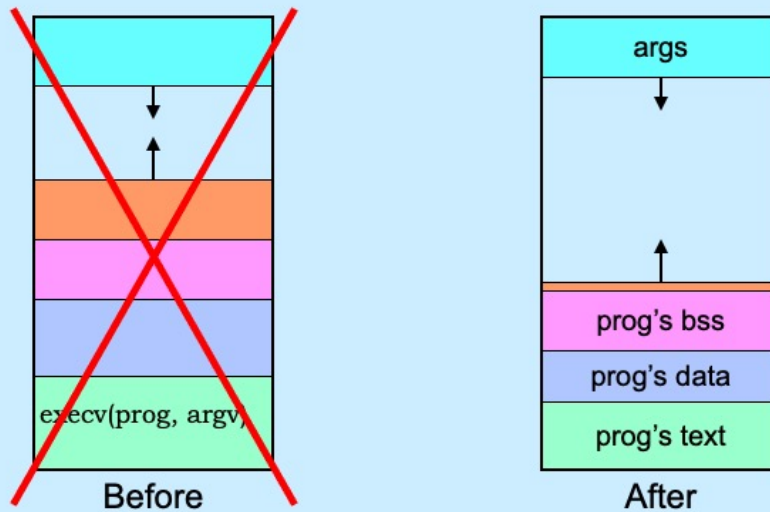 args
prog’s bss
prog’s data
execv(prog, argv)
prog’s text
Before
After